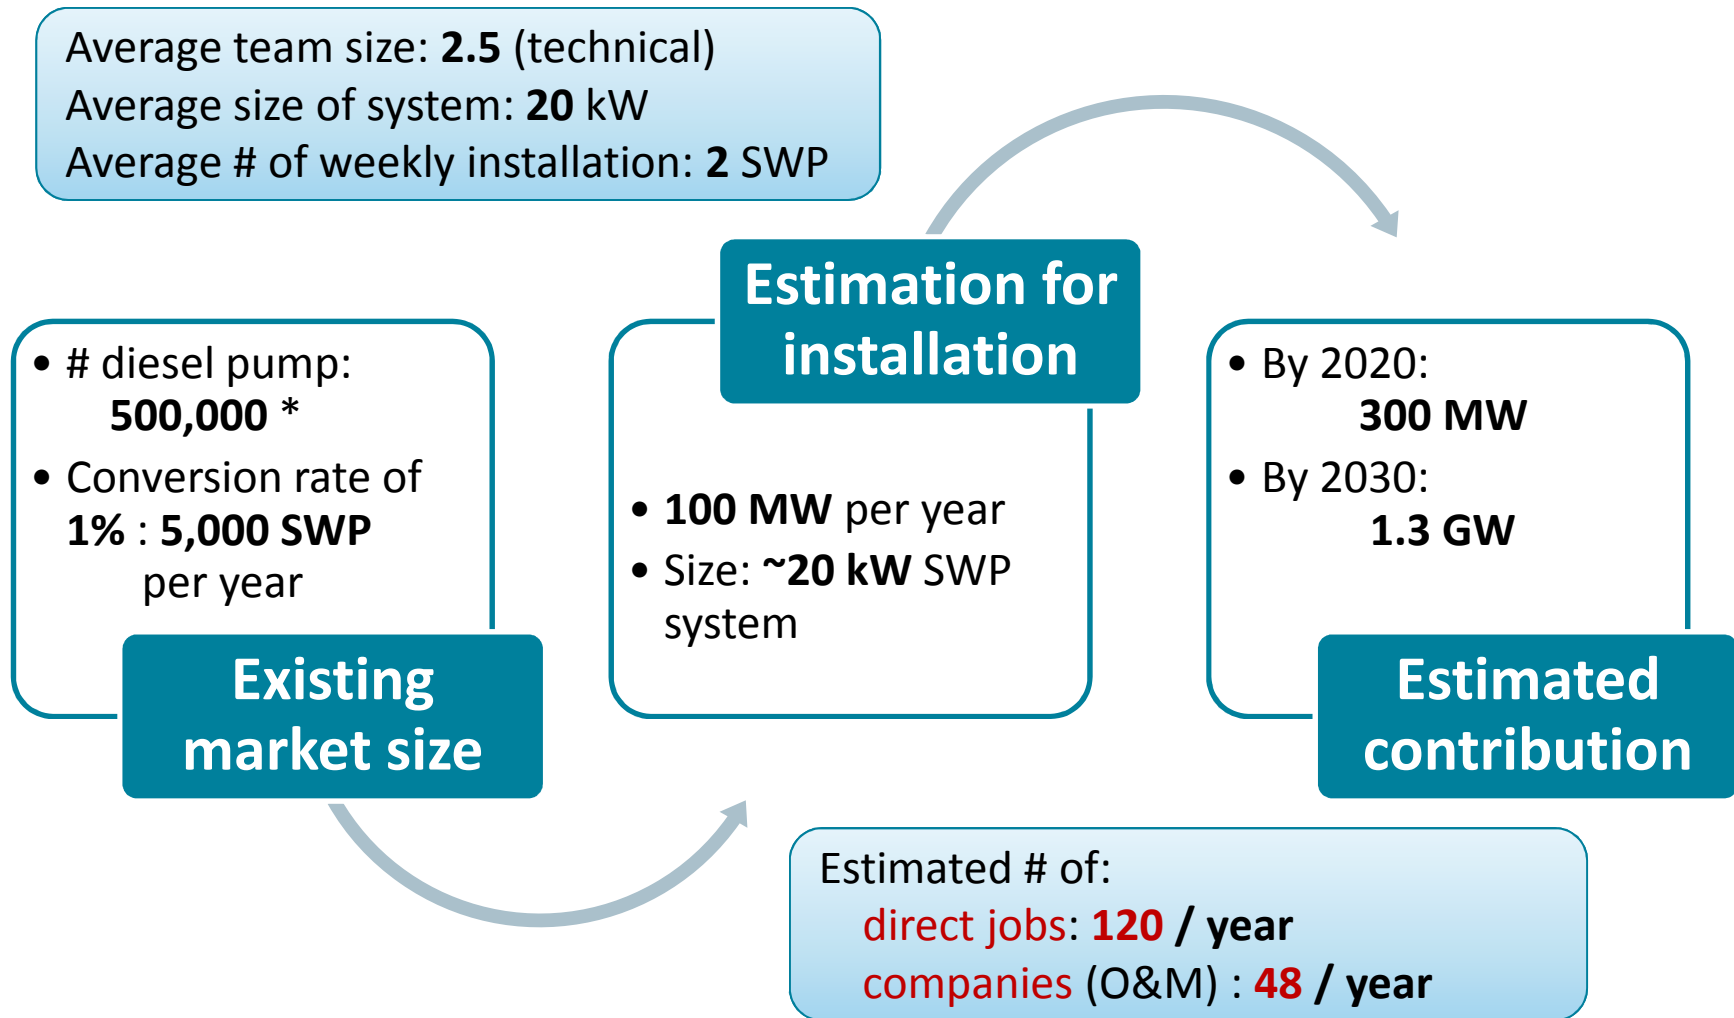 Average team size: 2.5 (technical)
Average size of system: 20 kW
Average # of weekly installation: 2 SWP
• # diesel pump:
500,000 *
• Conversion rate of
1% : 5,000 SWP
per year
Existing
market size
Estimation for
installation
• 100 MW per year
• Size: ~20 kW SWP
system
• By 2020:
300 MW
• By 2030:
1.3 GW
Estimated
contribution
Estimated # of:
direct jobs: 120 / year
companies (O&M) : 48 / year